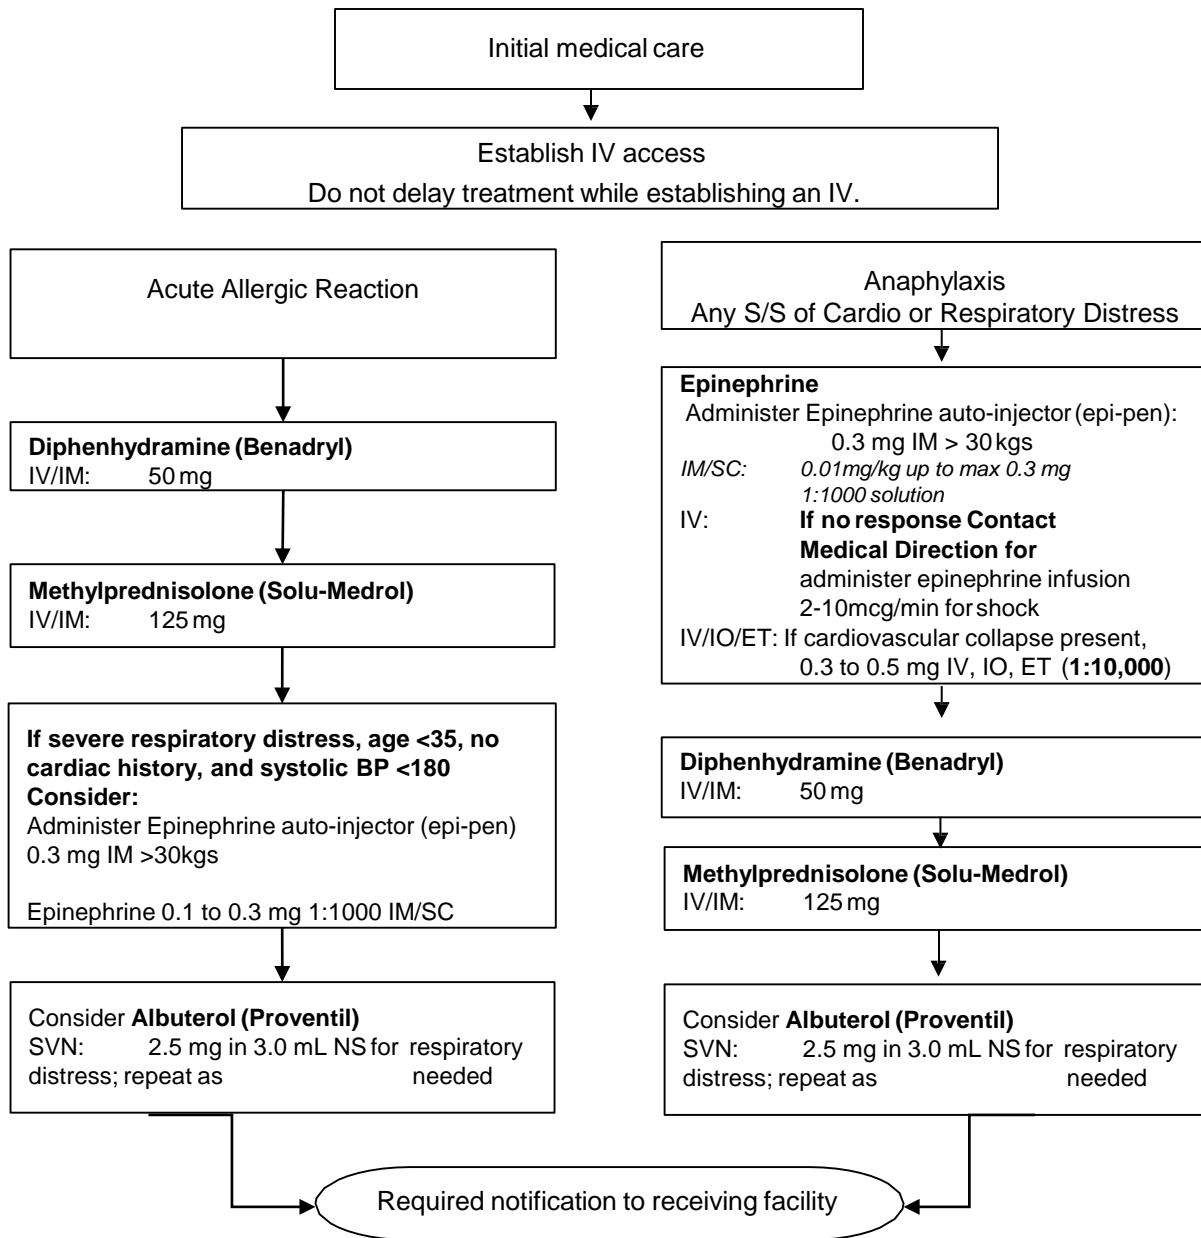 Initial medical care
Establish IV access
Do not delay treatment while establishing an IV.
Acute Allergic Reaction
Diphenhydramine (Benadryl)
IV/IM: 50 mg
Methylprednisolone (Solu-Medrol)
IV/IM: 125 mg
If severe respiratory distress, age <35, no
cardiac history, and systolic BP <180
Consider:
Administer Epinephrine auto-injector (epi-pen)
0.3 mg IM >30kgs
Epinephrine 0.1 to 0.3 mg 1:1000 IM/SC
Consider Albuterol (Proventil)
SVN: 2.5 mg in 3.0 mL NS for respiratory
distress; repeat as needed
Anaphylaxis
Any S/S of Cardio or Respiratory Distress
Epinephrine
Administer Epinephrine auto-injector (epi-pen):
0.3 mg IM > 30 kgs
IM/SC: 0.01mg/kg up to max 0.3 mg
1:1000 solution
IV: If no response Contact
Medical Direction for
administer epinephrine infusion
2-10mcg/min for shock
IV/IO/ET: If cardiovascular collapse present,
0.3 to 0.5 mg IV, IO, ET (1:10,000)
Diphenhydramine (Benadryl)
IV/IM: 50 mg
Methylprednisolone (Solu-Medrol)
IV/IM: 125 mg
Consider Albuterol (Proventil)
SVN: 2.5 mg in 3.0 mL NS for respiratory
distress; repeat as needed
Required notification to receiving facility